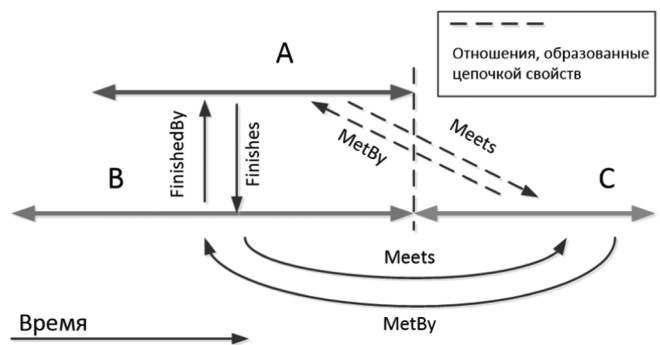 A
Отношения, образованные
цепочкой свойств
FinishedBy
Finishes
MetBy
Meets
B
C
Meets
MetBy
Время